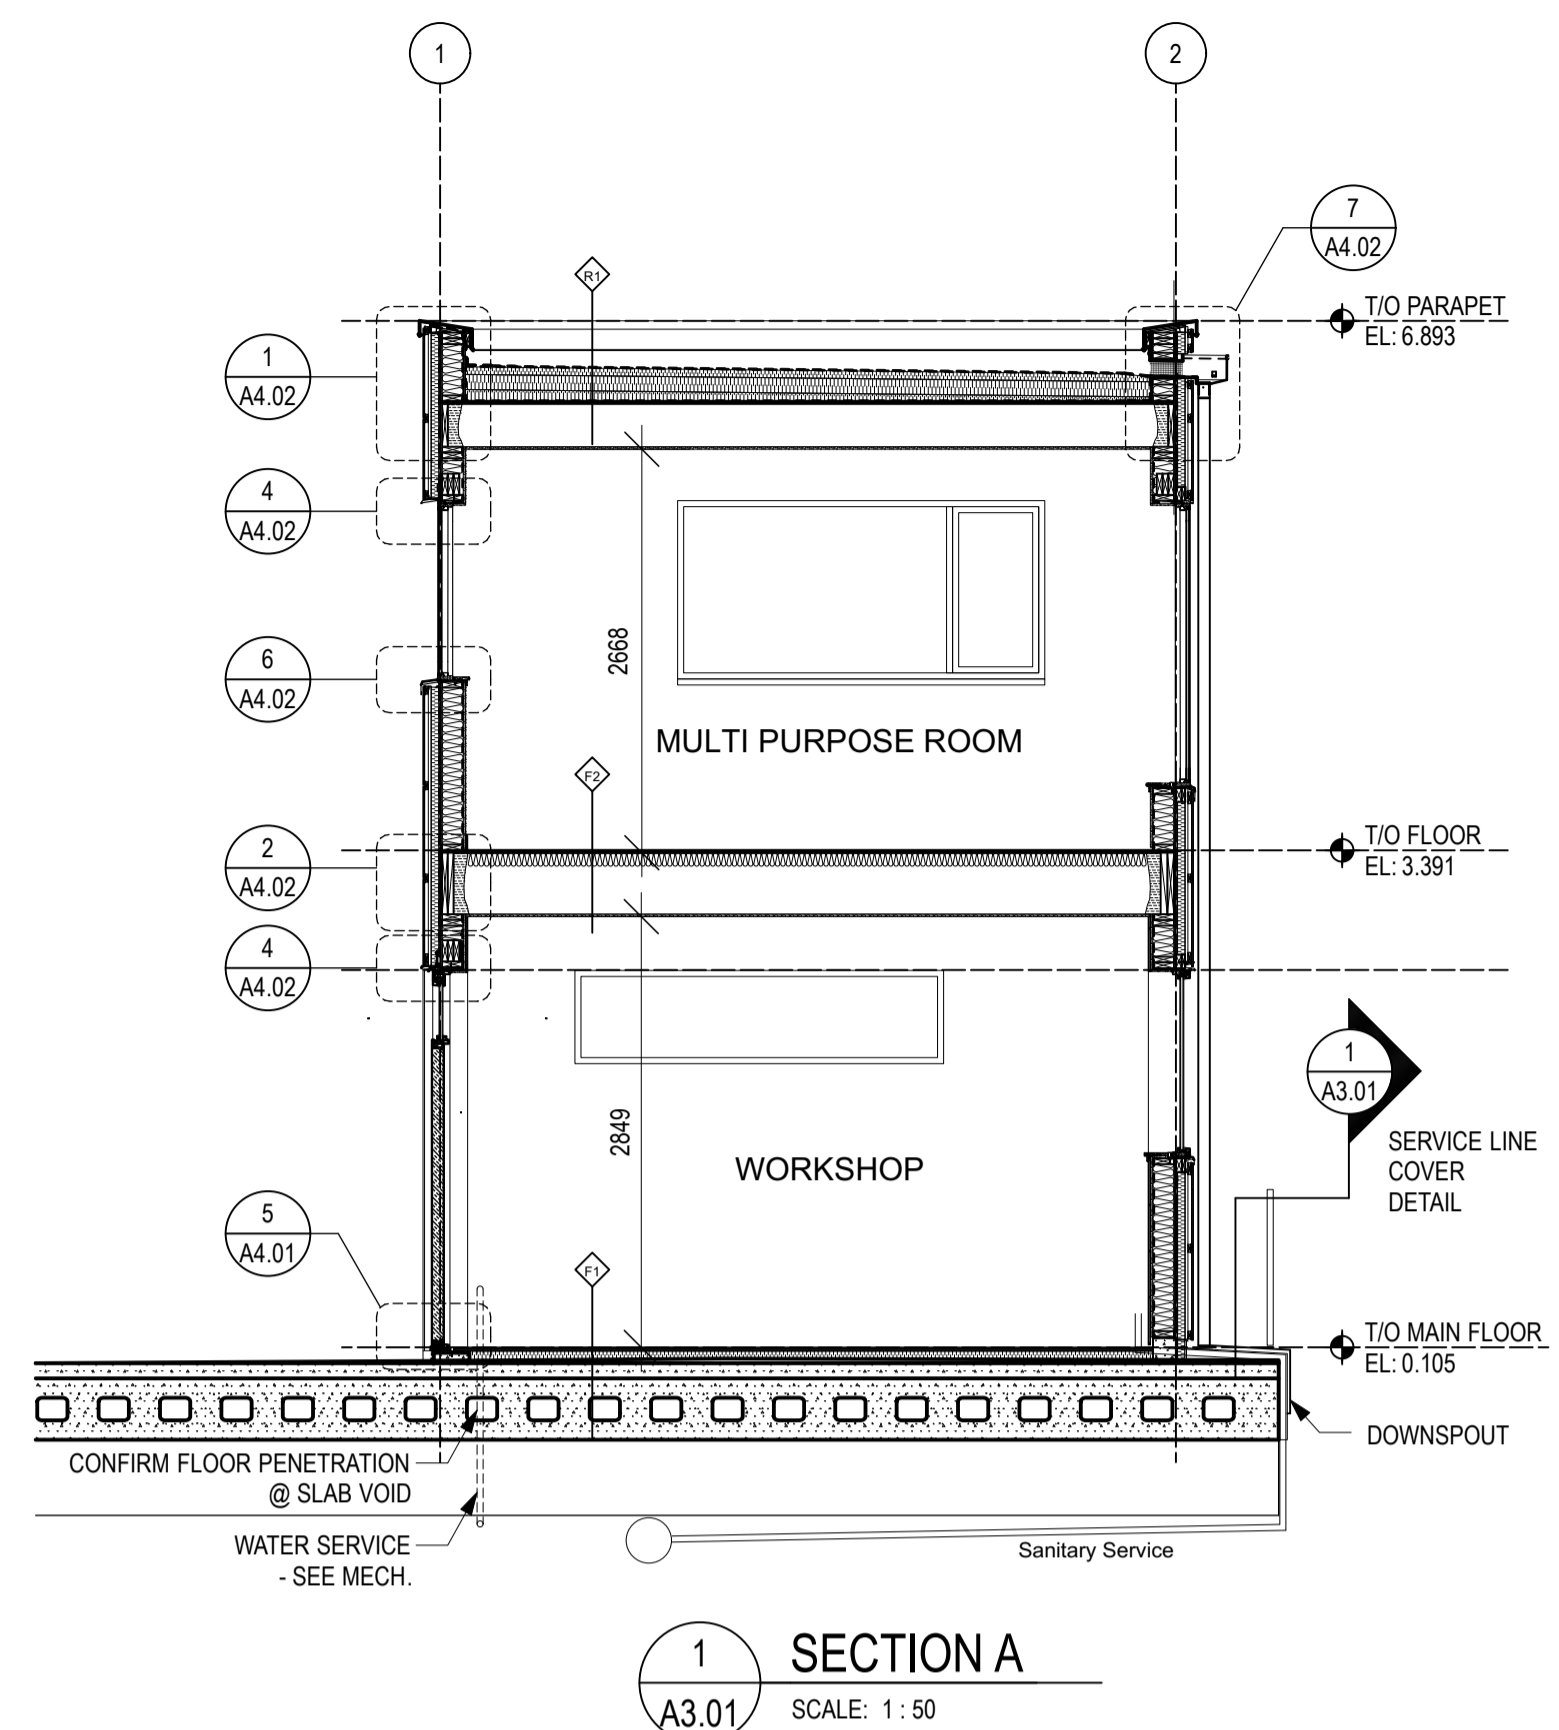 1
2
7
A4.02
R1
T/O PARAPET
EL: 6.893
1
A4.02
4
A4.02
2668
6
A4.02
MULTI PURPOSE ROOM
F2
T/O FLOOR
EL: 3.391
2
A4.02
4
A4.02
1
A3.01
2849
SERVICE LINE
COVER
DETAIL
WORKSHOP
5
A4.01
F1
T/O MAIN FLOOR
EL: 0.105
DOWNSPOUT
CONFIRM FLOOR PENETRATION
@ SLAB VOID
WATER SERVICE
- SEE MECH.
Sanitary Service
1
A3.01
SECTION A
SCALE: 1 : 50